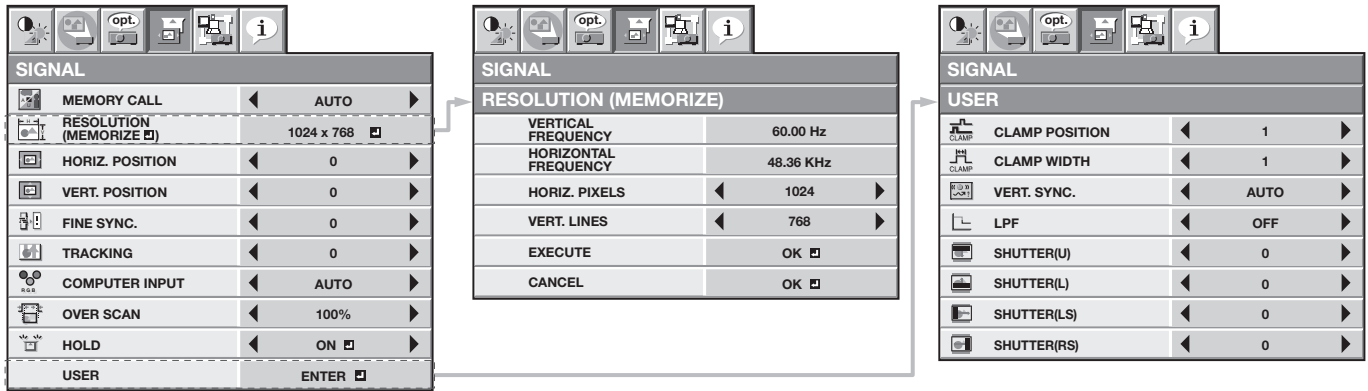 opt.
SIGNAL
MEMORY CALL AUTO
RESOLUTION
(MEMORIZE ) 1024 x 768
HORIZ. POSITION 0
VERT. POSITION 0
FINE SYNC. 0
TRACKING 0
R.G.B. COMPUTER INPUT AUTO
OVER SCAN 100%
HOLD ON
USER ENTER
opt.
SIGNAL
RESOLUTION (MEMORIZE)
VERTICAL
FREQUENCY 60.00 Hz
HORIZONTAL
FREQUENCY 48.36 KHz
HORIZ. PIXELS 1024
VERT. LINES 768
EXECUTE OK
CANCEL OK
opt.
SIGNAL
USER
CLAMP CLAMP POSITION 1
CLAMP CLAMP WIDTH 1
VERT. SYNC. AUTO
LPF OFF
SHUTTER(U) 0
SHUTTER(L) 0
SHUTTER(LS) 0
SHUTTER(RS) 0